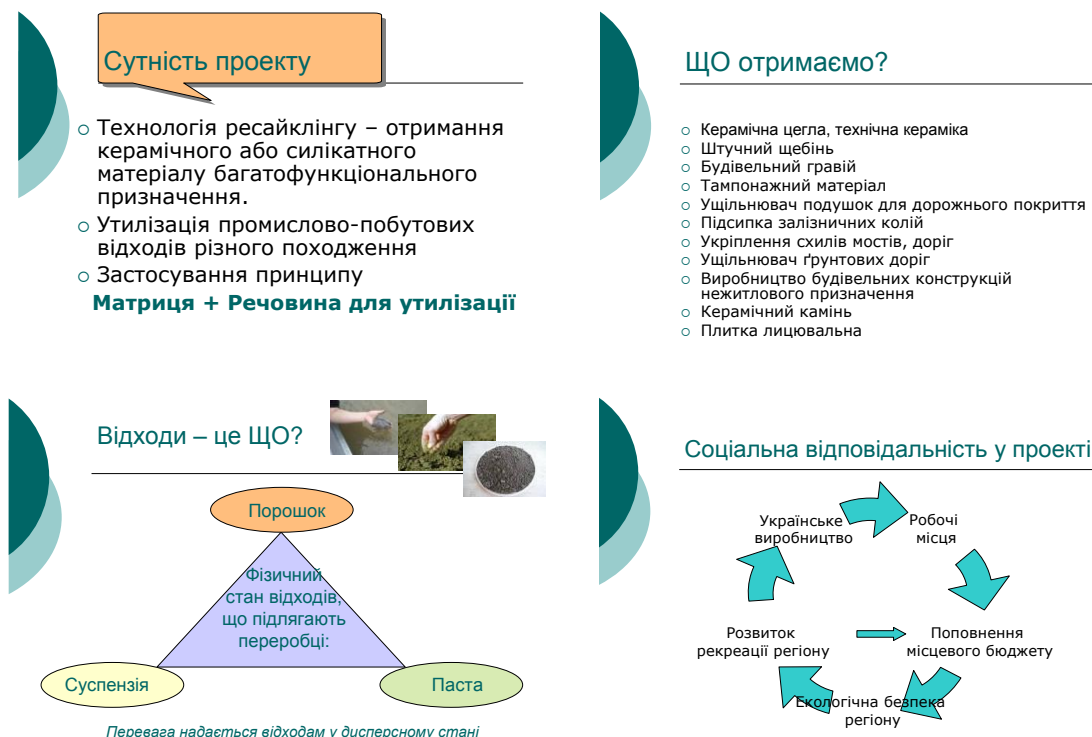 Сутність проекту
Технологія ресайклінгу – отримання
керамічного або силікатного
матеріалу багатофункціонального
призначення.
Утилізація промислово-побутових
відходів різного походження
Застосування принципу
Матриця + Речовина для утилізації
ЩО отримаємо?
Керамічна цегла, технічна кераміка
Штучний щебінь
Будівельний гравій
Тампонажний матеріал
Ущільнювач подушок для дорожнього покриття
Підсипка залізничних колій
Укріплення схилів мостів, доріг
Ущільнювач ґрунтових доріг
Виробництво будівельних конструкцій
нежитлового призначення
Керамічний камінь
Плитка лицювальна
Відходи – це ЩО?
Порошок
Фізичний
стан відходів,
що підлягають
переробці:
Суспензія
Паста
Перевага надається відходам у дисперсному стані
Соціальна відповідальність у проекті
Українське
виробництво
Робочі
місця
Розвиток
рекреації регіону
Поповнення
місцевого бюджету
Екологічна безпека
регіону